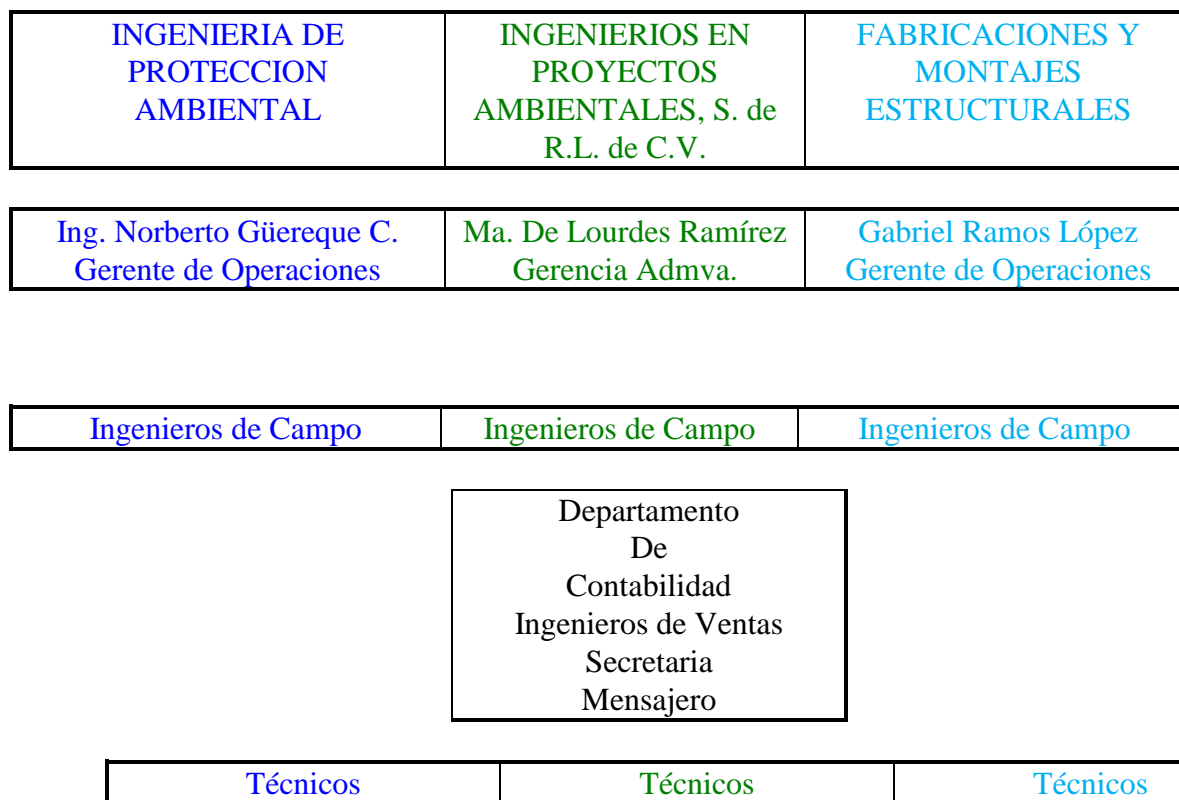 INGENIERIA DE
PROTECCION
AMBIENTAL
INGENIERIOS EN
PROYECTOS
AMBIENTALES, S. de
R.L. de C.V.
FABRICACIONES Y
MONTAJES
ESTRUCTURALES
Ing. Norberto Güereque C.
Gerente de Operaciones
Ma. De Lourdes Ramírez
Gerencia Admva.
Gabriel Ramos López
Gerente de Operaciones
Ingenieros de Campo
Ingenieros de Campo
Ingenieros de Campo
Departamento
De
Contabilidad
Ingenieros de Ventas
Secretaria
Mensajero
Técnicos
Técnicos
Técnicos